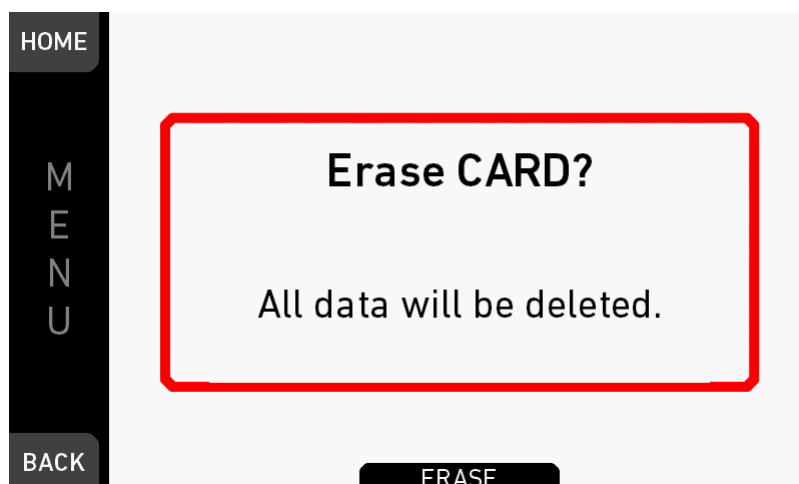 HOME
MENU
Erase CARD?
All data will be deleted.
BACK
ERASE